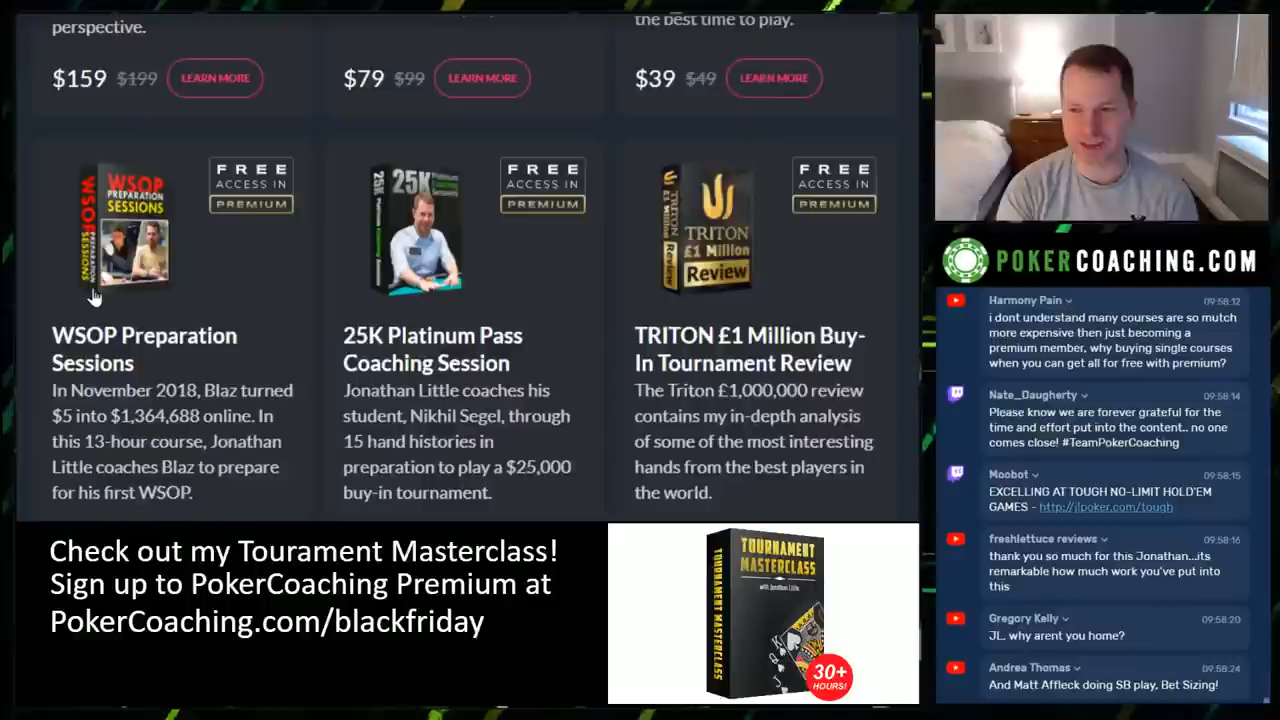 perspective.
the best time to play.
$159 $199 LEARN MORE
$79 $99 LEARN MORE
$39 $49 LEARN MORE
WSOP
PREPARATION
SESSIONS
WSOP PREPARATION SESSIONS
FREE
ACCESS IN
PREMIUM
25K
25K
FREE
ACCESS IN
PREMIUM
TRITON
£1 Million
Review
TRITON £1 Million Review
FREE
ACCESS IN
PREMIUM
WSOP Preparation
Sessions
In November 2018, Blaz turned
$5 into $1,364,688 online. In
this 13-hour course, Jonathan
Little coaches Blaz to prepare
for his first WSOP.
25K Platinum Pass
Coaching Session
Jonathan Little coaches his
student, Nikhil Segel, through
15 hand histories in
preparation to play a $25,000
buy-in tournament.
TRITON £1 Million Buy-
In Tournament Review
The Triton £1,000,000 review
contains my in-depth analysis
of some of the most interesting
hands from the best players in
the world.
Check out my Tourament Masterclass!
Sign up to PokerCoaching Premium at
PokerCoaching.com/blackfriday
TOURNAMENT MASTERCLASS
TOURNAMENT
MASTERCLASS
with Jonathan Little
30+
HOURS!
POKERCOACHING.COM
Harmony Pain 09:58:12
i dont understand many courses are so mutch
more expensive then just becoming a
premium member, why buying single courses
when you can get all for free with premium?
Nate_Daugherty 09:58:14
Please know we are forever grateful for the
time and effort put into the content.. no one
comes close! #TeamPokerCoaching
Moobot 09:58:15
EXCELLING AT TOUGH NO-LIMIT HOLD'EM
GAMES - http://jlpoker.com/tough
freshlettuce reviews 09:58:16
thank you so much for this Jonathan...its
remarkable how much work you've put into
this
Gregory Kelly 09:58:20
JL.. why arent you home?
Andrea Thomas 09:58:24
And Matt Affleck doing SB play, Bet Sizing!